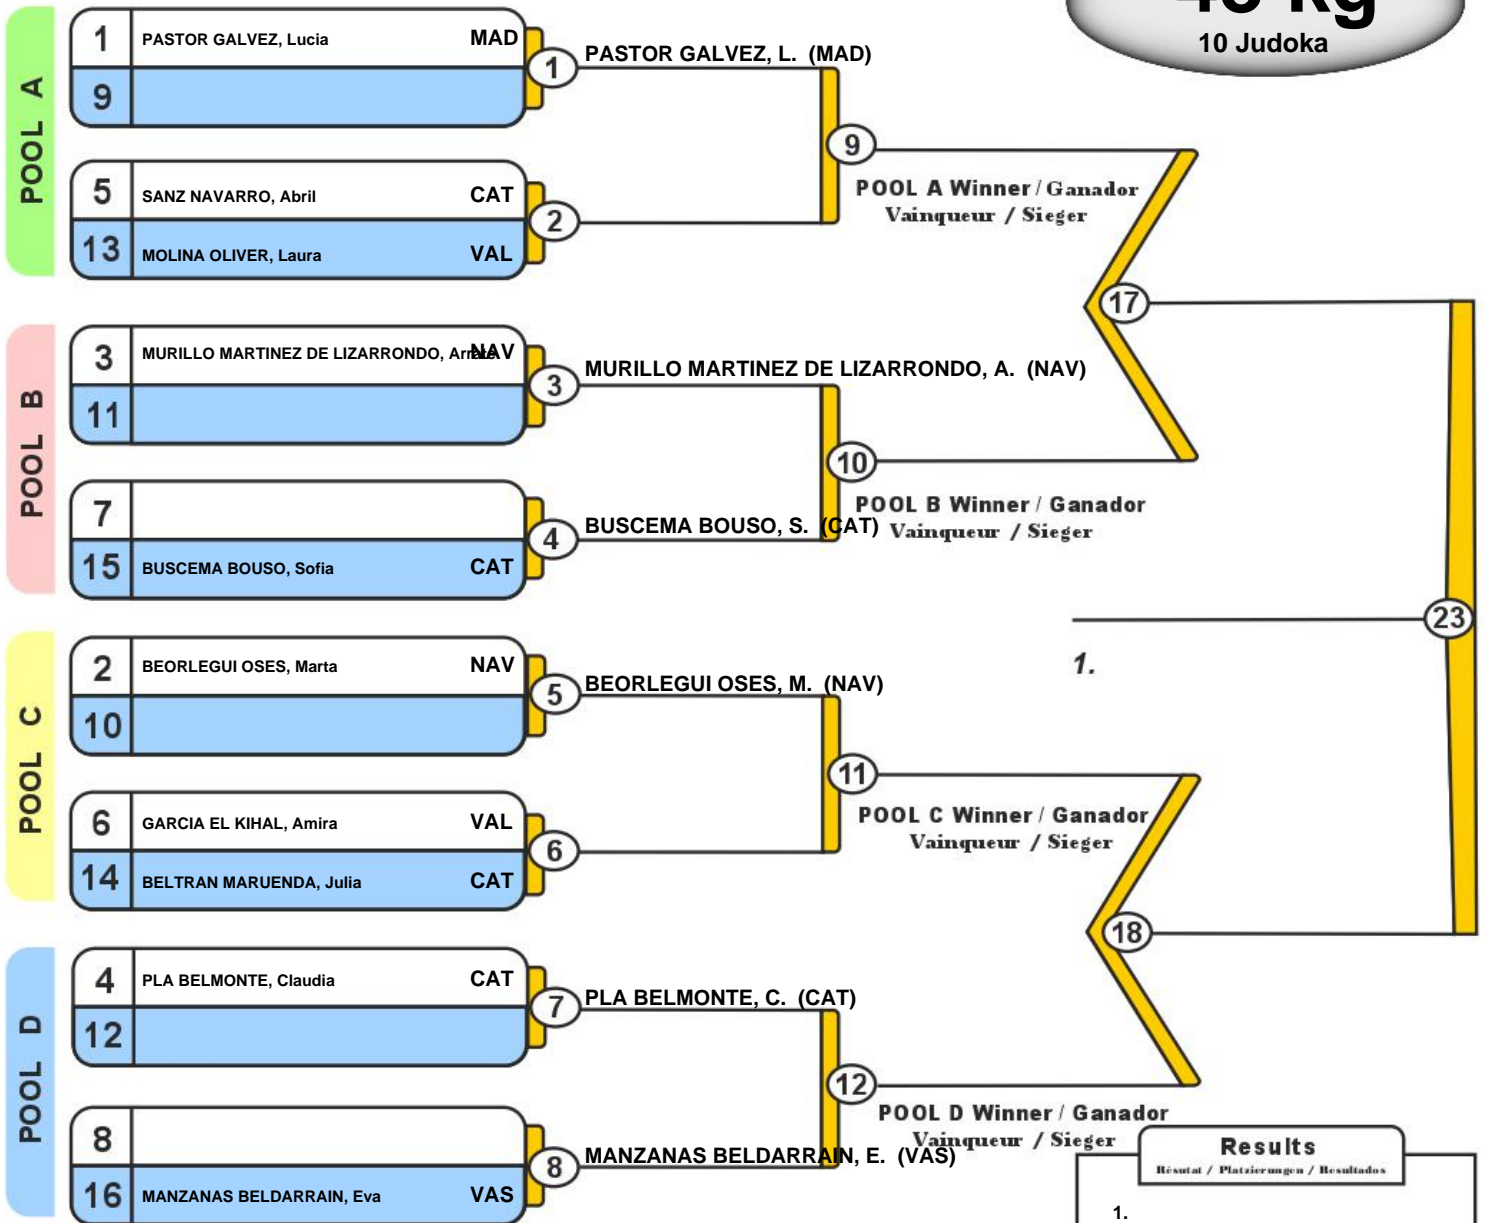 kg
10 Judoka
POOL A
1 PASTOR GALVEZ, Lucia MAD
9
1
PASTOR GALVEZ, L. (MAD)
5 SANZ NAVARRO, Abril CAT
13 MOLINA OLIVER, Laura VAL
2
9
POOL A Winner / Ganador
Vainqueur / Sieger
POOL B
3 MURILLO MARTINEZ DE LIZARRONDO, NAV
11
3
MURILLO MARTINEZ DE LIZARRONDO, A. (NAV)
7
15 BUSCEMA BOUSO, Sofia CAT
4
BUSCEMA BOUSO, S. (CAT)
10
POOL B Winner / Ganador
Vainqueur / Sieger
17
23
1.
POOL C
2 BEORLEGUI OSES, Marta NAV
10
5
BEORLEGUI OSES, M. (NAV)
6 GARCIA EL KIHAL, Amira VAL
14 BELTRAN MARUENDA, Julia CAT
6
11
POOL C Winner / Ganador
Vainqueur / Sieger
18
POOL D
4 PLA BELMONTE, Claudia CAT
12
7
PLA BELMONTE, C. (CAT)
8
16 MANZANAS BELDARRAIN, Eva VAS
8
MANZANAS BELDARRAIN, E. (VAS)
12
POOL D Winner / Ganador
Vainqueur / Sieger
Results
Résutat / Platzierungen / Resultados
1.